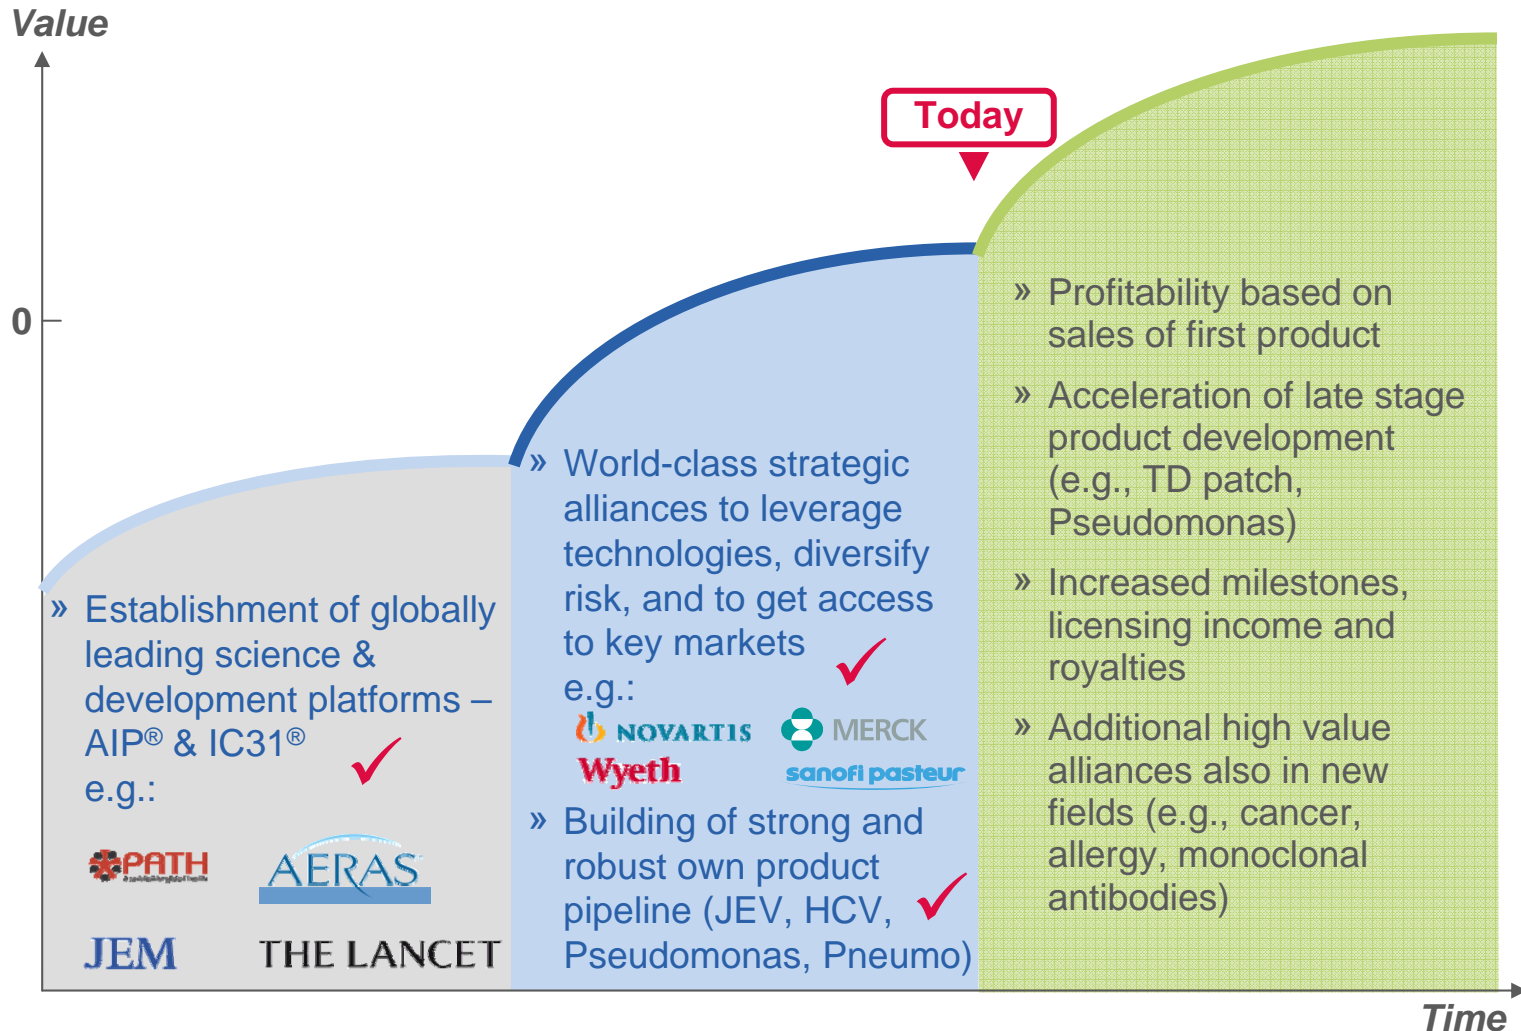 Value
Today
0
» Establishment of globally
leading science &
development platforms –
AIP® & IC31®
e.g.:
PATH
AERAS
JEM
THE LANCET
» World-class strategic
alliances to leverage
technologies, diversify
risk, and to get access
to key markets
e.g.:
NOVARTIS
MERCK
Wyeth
sanofi pasteur
» Building of strong and
robust own product
pipeline (JEV, HCV,
Pseudomonas, Pneumo)
» Profitability based on
sales of first product
» Acceleration of late stage
product development
(e.g., TD patch,
Pseudomonas)
» Increased milestones,
licensing income and
royalties
» Additional high value
alliances also in new
fields (e.g., cancer,
allergy, monoclonal
antibodies)
Time